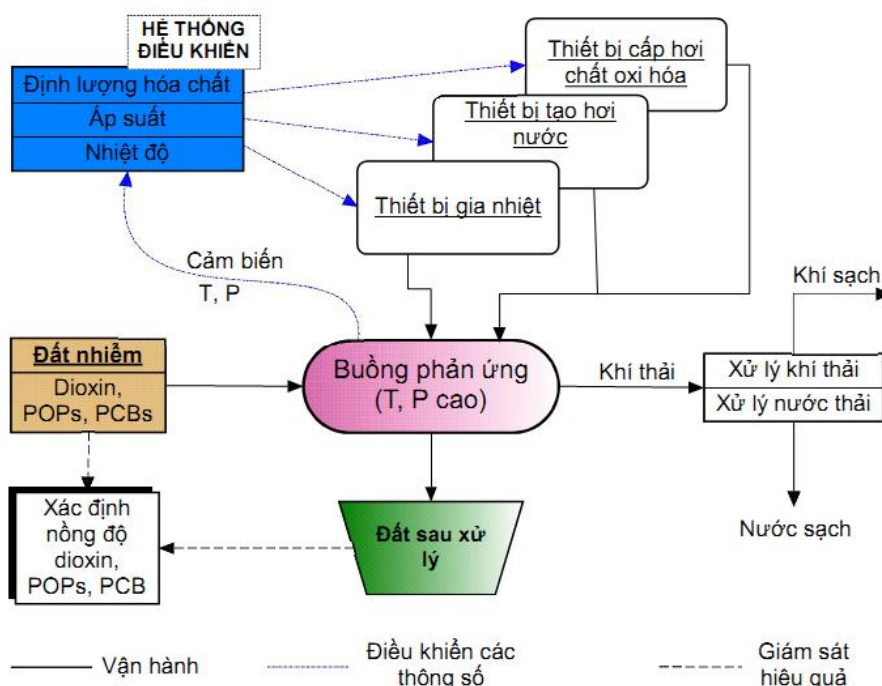 HỆ THỐNG
ĐIỀU KHIỂN
Định lượng hóa chất
Áp suất
Nhiệt độ
Thiết bị cấp hơi
chất oxi hóa
Thiết bị tạo hơi
nước
Thiết bị gia nhiệt
Cảm biến
T, P
Khí sạch
Đất nhiễm
Dioxin,
POPs, PCBs
Buồng phản ứng
(T, P cao)
Khí thải
Xử lý khí thải
Xử lý nước thải
Xác định
nồng độ
dioxin,
POPs, PCB
Đất sau xử
lý
Nước sạch
Vận hành
Điều khiển các
thông số
Giám sát
hiệu quả